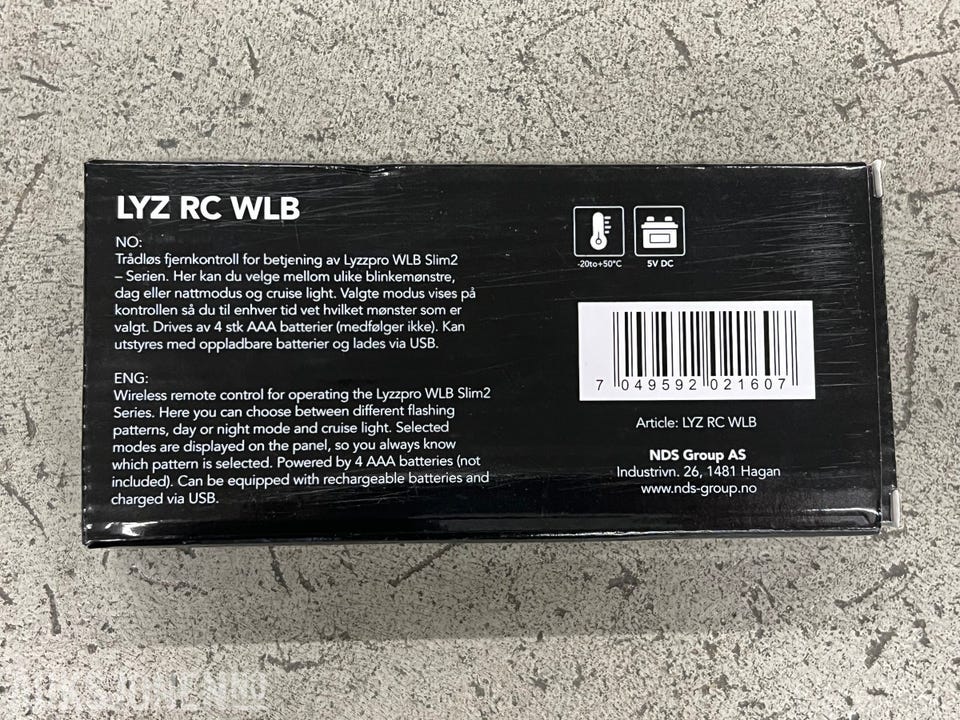 LYZ RC WLB
NO:
Trådløs fjernkontroll for betjening av Lyzzpro WLB Slim2
– Serien. Her kan du velge mellom ulike blinkemønstre,
dag eller nattmodus og cruise light. Valgte modus vises på
kontrollen så du til enhver tid vet hvilket mønster som er
valgt. Drives av 4 stk AAA batterier (medfølger ikke). Kan
utstyres med oppladbare batterier og lades via USB.
ENG:
Wireless remote control for operating the Lyzzpro WLB Slim2
Series. Here you can choose between different flashing
patterns, day or night mode and cruise light. Selected
modes are displayed on the panel, so you always know
which pattern is selected. Powered by 4 AAA batteries (not
included). Can be equipped with rechargeable batteries and
charged via USB.
-20to+50°C
5V DC
7 049592 021607
Article: LYZ RC WLB
NDS Group AS
Industrivn. 26, 1481 Hagan
www.nds-group.no